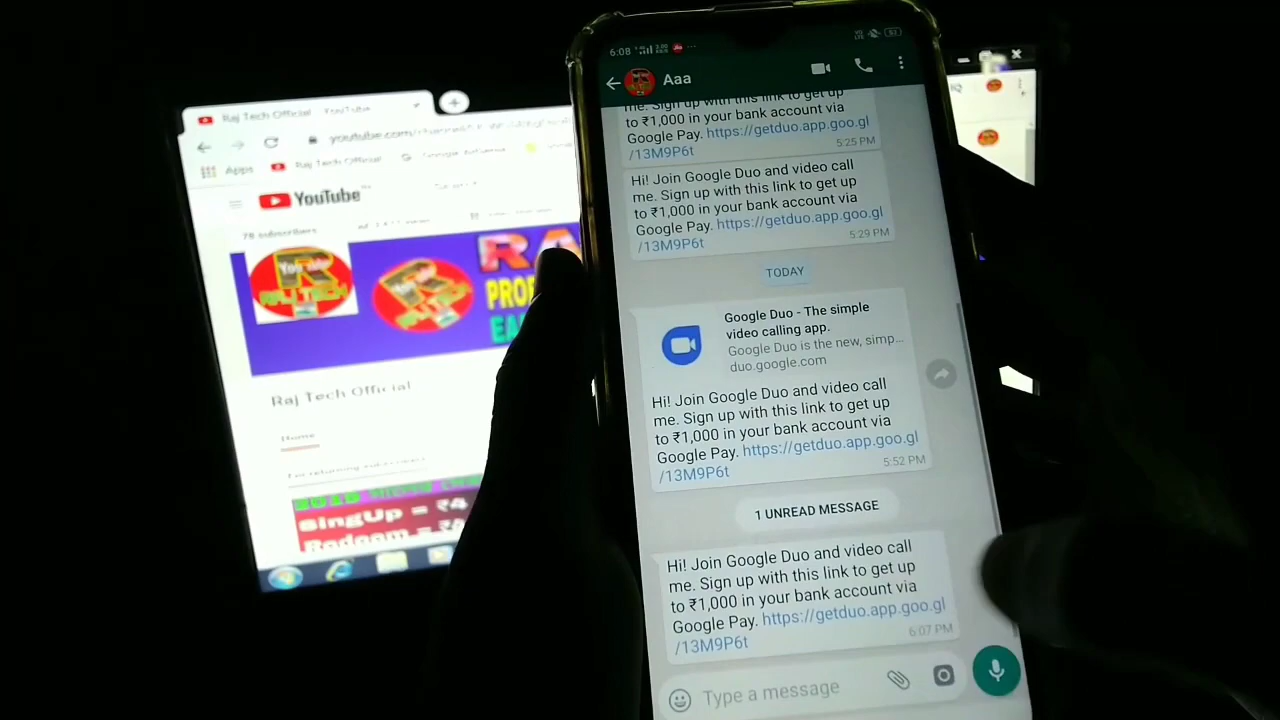 Raj Tech Official YouTube
youtube.com/
Apps
Raj Tech Official
YouTube
78 subscribers
RAJ TECH
RA
Raj Tech Official
Home
For returning subscribers
SingUp = ₹4
Radeam = ₹
6:08
Aaa
me. Sign up with this link to get up
to ₹1,000 in your bank account via
Google Pay. https://getduo.app.goo.gl
/13M9P6t
5:25 PM
Hi! Join Google Duo and video call
me. Sign up with this link to get up
to ₹1,000 in your bank account via
Google Pay. https://getduo.app.goo.gl
/13M9P6t
5:29 PM
TODAY
Google Duo - The simple
video calling app.
Google Duo is the new, simp...
duo.google.com
Hi! Join Google Duo and video call
me. Sign up with this link to get up
to ₹1,000 in your bank account via
Google Pay. https://getduo.app.goo.gl
/13M9P6t
5:52 PM
1 UNREAD MESSAGE
Hi! Join Google Duo and video call
me. Sign up with this link to get up
to ₹1,000 in your bank account via
Google Pay. https://getduo.app.goo.gl
/13M9P6t
6:07 PM
Type a message